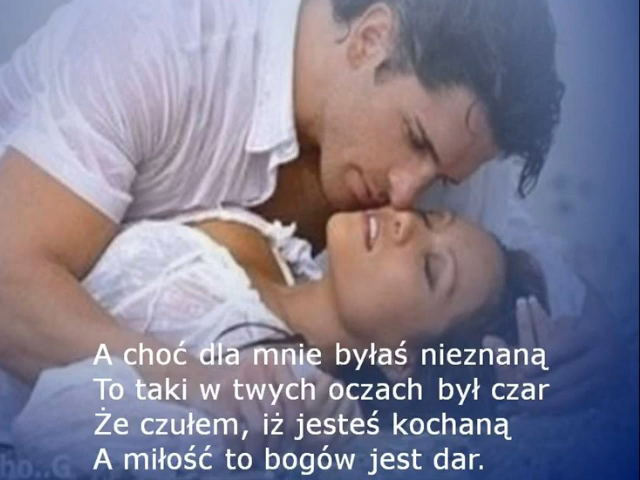 A choć dla mnie byłaś nieznaną
To taki w twych oczach był czar
Że czułem, iż jesteś kochaną
A miłość to bogów jest dar.
ho..G